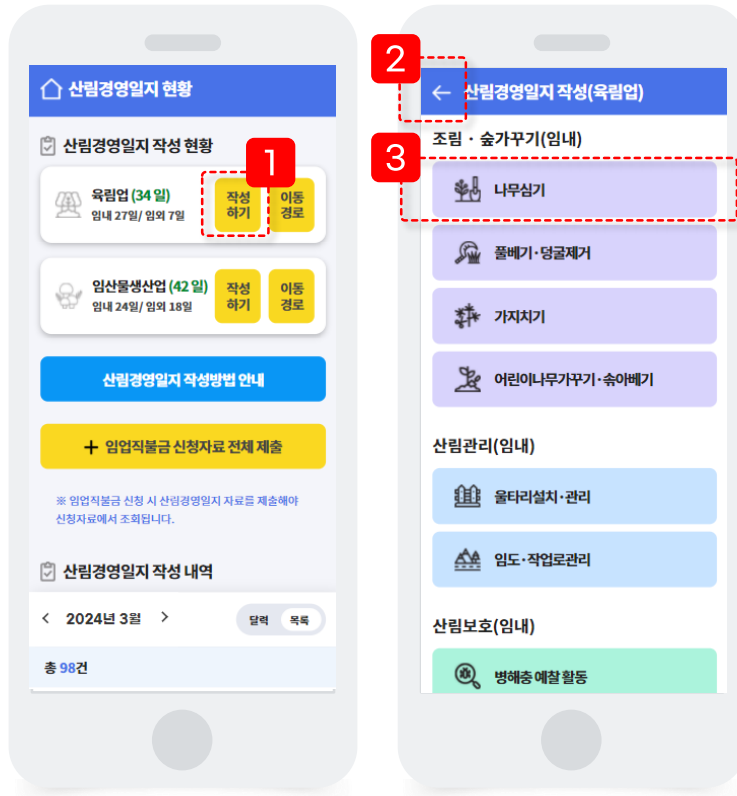 산림경영일지 현황
산림경영일지 작성 현황
1
육림업 (34 일)
임내 27일/ 임외 7일
작성
하기
이동
경로
임산물생산업 (42 일)
임내 24일/ 임외 18일
작성
하기
이동
경로
산림경영일지 작성방법 안내
+ 임업직불금 신청자료 전체 제출
※ 임업직불금 신청 시 산림경영일지 자료를 제출해야
신청자료에서 조회됩니다.
산림경영일지 작성 내역
< 2024년 3월 >
달력 목록
총 98건
2
← 산림경영일지 작성(육림업)
조림 · 숲가꾸기(임내)
3
나무심기
풀베기·덩굴제거
가지치기
어린이나무가꾸기·솎아베기
산림관리(임내)
울타리설치·관리
임도·작업로관리
산림보호(임내)
병해충 예찰 활동